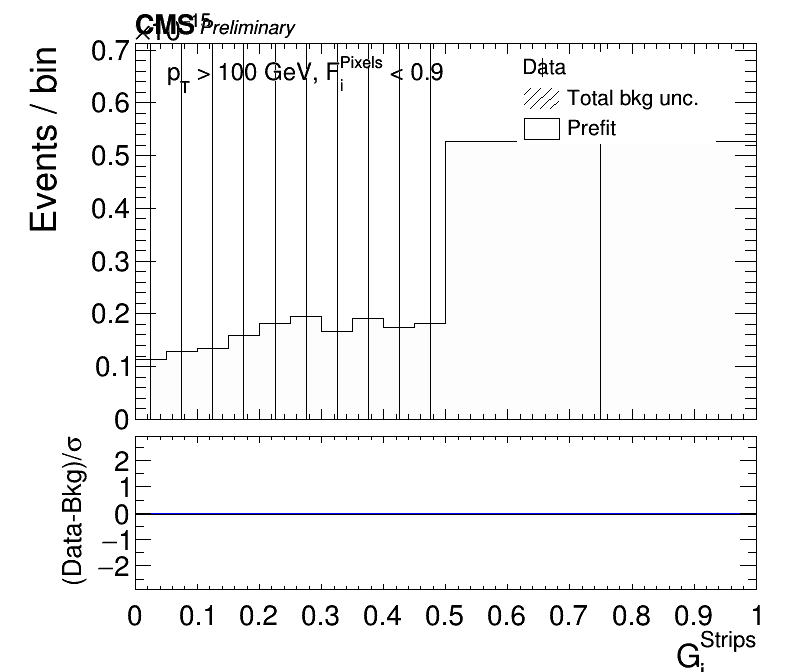 CMS Preliminary
×10^15
Events / bin
0.7
0.6
0.5
0.4
0.3
0.2
0.1
0
p_T > 100 GeV, F_i^Pixels < 0.9
Data
Total bkg unc.
Prefit
(Data-Bkg)/σ
2
1
0
−1
−2
0 0.1 0.2 0.3 0.4 0.5 0.6 0.7 0.8 0.9 1
G_i^Strips